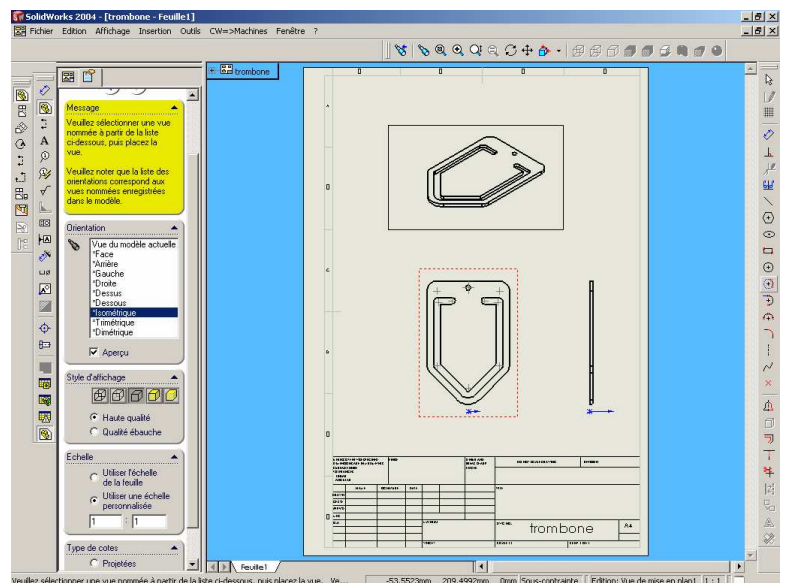 SolidWorks 2004 - [trombone - Feuille1]
Fichier Edition Affichage Insertion Outils CW=>Machines Fenêtre ?
trombone
Message
Veuillez sélectionner une vue
nommée à partir de la liste
ci-dessous, puis placez la
vue.
Veuillez noter que la liste des
orientations correspond aux
vues nommées enregistrées
dans le modèle.
Orientation
Vue du modèle actuelle
*Face
*Arrière
*Gauche
*Droite
*Dessus
*Dessous
*Isométrique
*Trimétrique
*Dimétrique
Aperçu
Style d'affichage
Haute qualité
Qualité ébauche
Echelle
Utiliser l'échelle
de la feuille
Utiliser une échelle
personnalisée
1 : 1
Type de cotes
Projetées
trombone
A4
Feuille1
Veuillez sélectionner une vue nommée à partir de la liste ci-dessous, puis placez la vue. Ve... -53.5523mm 209.4992mm 0mm Sous-contrainte Edition: Vue de mise en plan1 1 : 1